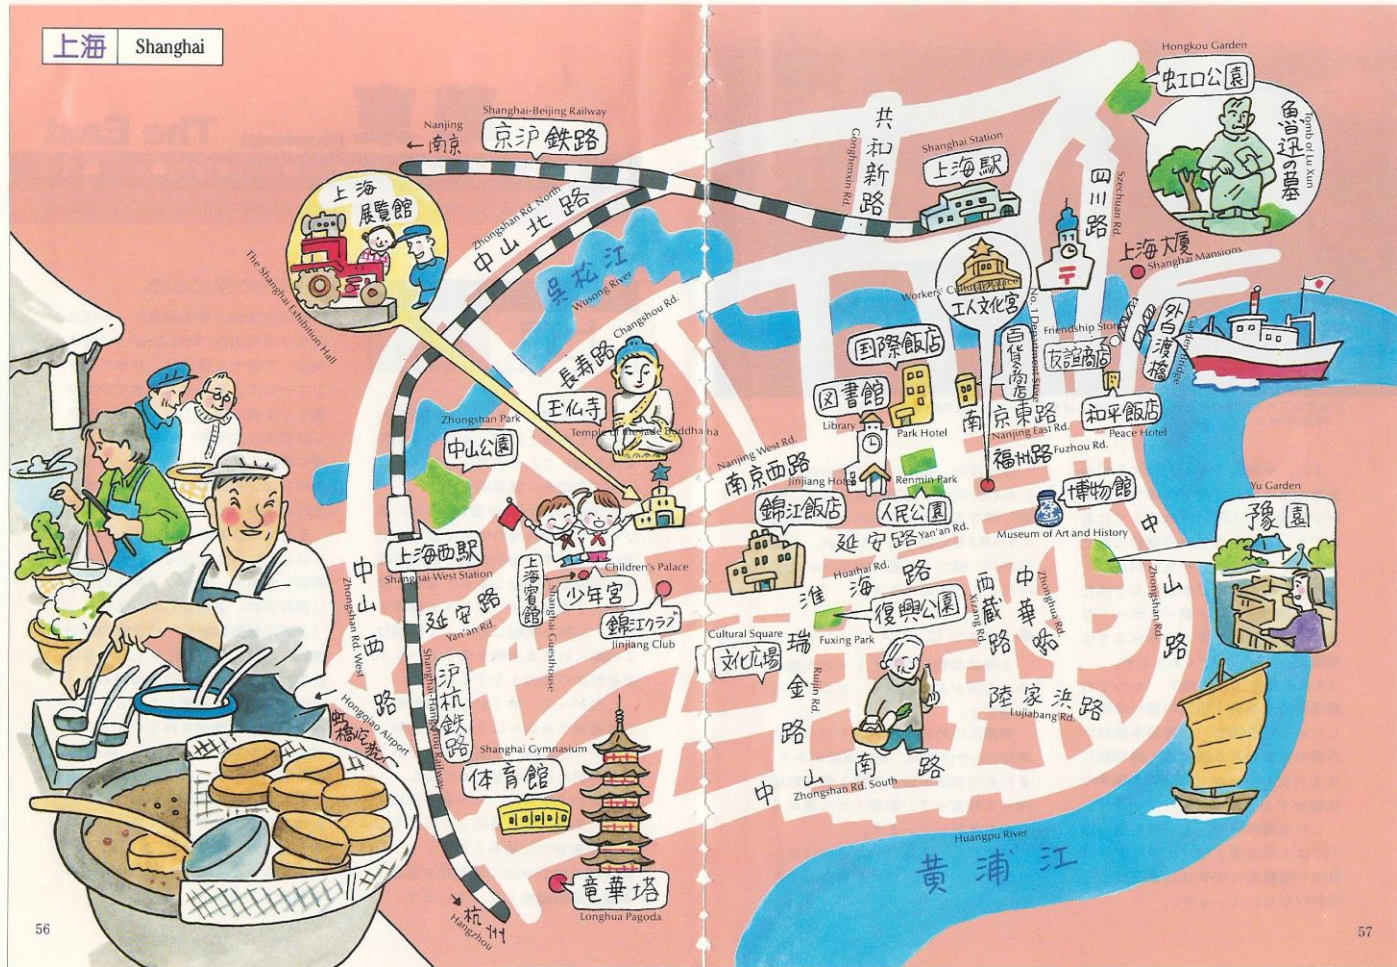 上海
Shanghai
Shanghai-Beijing Railway
京沪鉄路
Nanjing
←南京
上海
展覧館
The Shanghai Exhibition Hall
Zhongshan Rd. North
中山北路
呉松江
Wusong River
長寿路
Changshou Rd.
玉仏寺
Temple of the Jade Buddha
Zhongshan Park
中山公園
上海西駅
Shanghai West Station
中山西路
Zhongshan Rd. West
延安路
Yan'an Rd.
上海賓館
Shanghai Guesthouse
Children's Palace
少年宮
錦江クラブ
Jinjiang Club
沪杭鉄路
Shanghai-Hangzhou Railway
Hongqiao Airport
Shanghai Gymnasium
体育館
竜華塔
Longhua Pagoda
杭州
Hangzhou
56
Hongkou Garden
虹口公園
魯迅の墓
Tomb of Lu Xun
共和新路
Gonghenxin Rd.
Shanghai Station
上海駅
四川路
Szechuan Rd.
上海大厦
Shanghai Mansions
Workers' Cultural Palace
工人文化宮
百貨商店
No. 1 Department Store
Friendship Store
友誼商店
外白渡橋
Garden Bridge
国際飯店
Park Hotel
図書館
Library
南京東路
Nanjing East Rd.
和平飯店
Peace Hotel
福州路
Fuzhou Rd.
Nanjing West Rd.
南京西路
Jinjiang Hotel
錦江飯店
Renmin Park
人民公園
博物館
Museum of Art and History
延安路
Yan'an Rd.
Huaihai Rd.
淮海路
Yu Garden
豫園
中山路
Zhongshan Rd.
西蔵路
Xizang Rd.
中華路
Zhonghua Rd.
復興公園
Fuxing Park
Cultural Square
文化広場
瑞金路
Ruijin Rd.
陸家浜路
Lujiabang Rd.
中山南路
Zhongshan Rd. South
Huangpu River
黄浦江
57